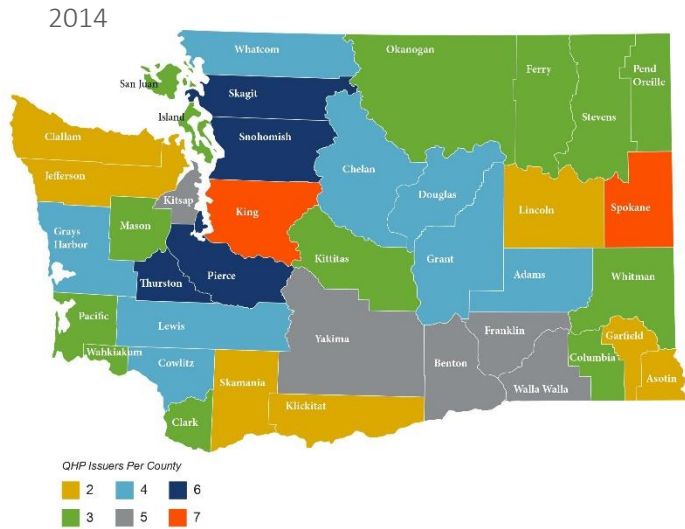 2014
Whatcom
Okanogan
Ferry
Pend
Oreille
San Juan
Skagit
Stevens
Island
Snohomish
Clallam
Chelan
Jefferson
Douglas
Kitsap
King
Lincoln
Spokane
Mason
Grays
Harbor
Kittitas
Grant
Adams
Whitman
Thurston
Pierce
Pacific
Lewis
Yakima
Franklin
Garfield
Wahkiakum
Cowlitz
Benton
Columbia
Skamania
Walla Walla
Asotin
Klickitat
Clark
QHP Issuers Per County
2 4 6
3 5 7